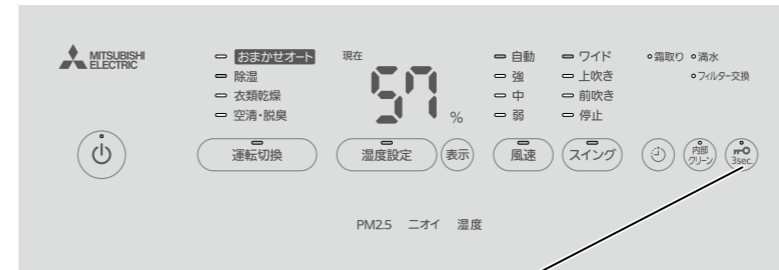 MITSUBISHI
ELECTRIC
おまかせオート
除湿
衣類乾燥
空清・脱臭
運転切換
現在
57
%
湿度設定
表示
自動
強
中
弱
風速
ワイド
上吹き
前吹き
停止
スイング
霜取り
満水
フィルター交換
内部
クリーン
3sec.
PM2.5 ニオイ 湿度